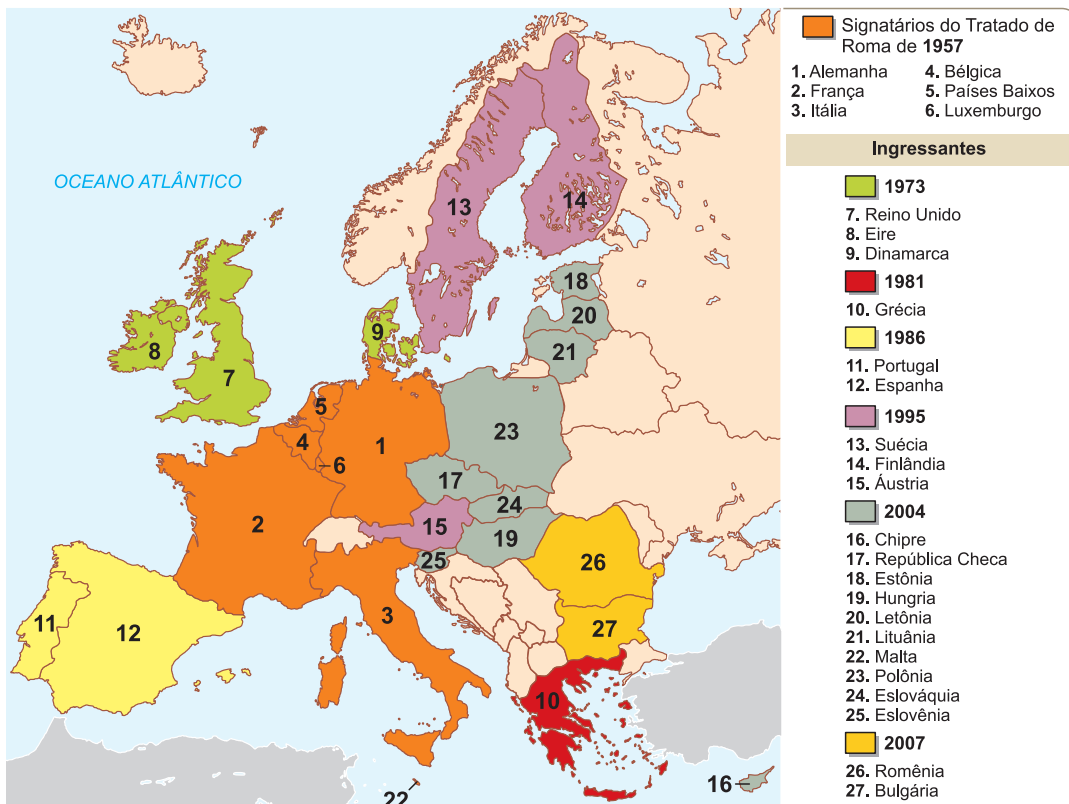 Signatários do Tratado de
Roma de 1957
1. Alemanha
2. França
3. Itália
4. Bélgica
5. Países Baixos
6. Luxemburgo
Ingressantes
1973
7. Reino Unido
8. Eire
9. Dinamarca
1981
10. Grécia
1986
11. Portugal
12. Espanha
1995
13. Suécia
14. Finlândia
15. Áustria
2004
16. Chipre
17. República Checa
18. Estônia
19. Hungria
20. Letônia
21. Lituânia
22. Malta
23. Polônia
24. Eslováquia
25. Eslovênia
2007
26. Romênia
27. Bulgária
OCEANO ATLÂNTICO
13
14
18
20
21
9
8
7
5
4
6
1
23
17
24
2
15
19
25
26
3
27
11
12
10
16
22